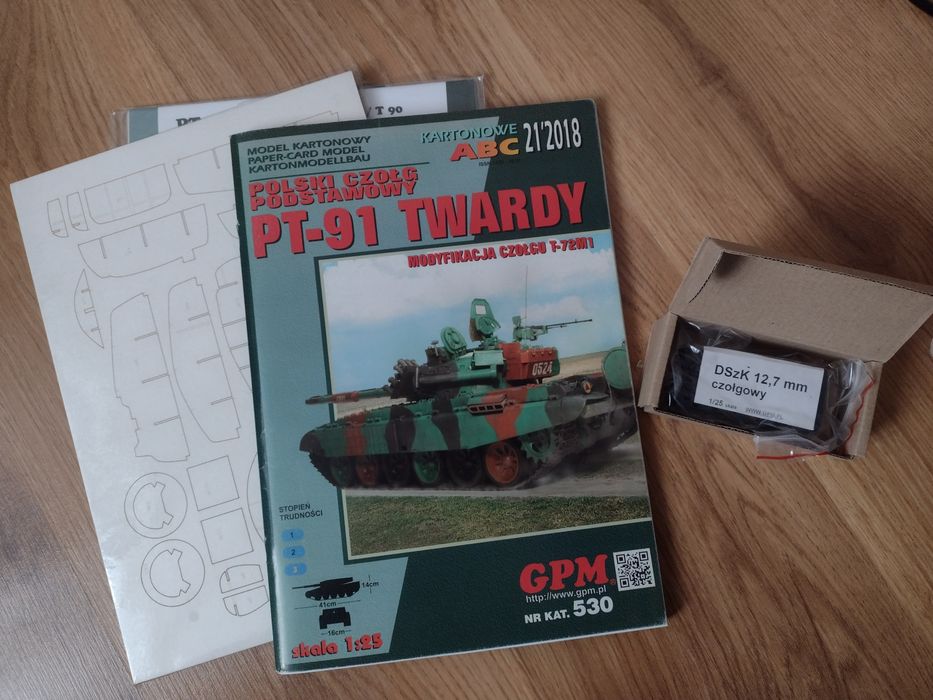 / T 90
MODEL KARTONOWY
PAPER-CARD MODEL
KARTONMODELLBAU
KARTONOWE
ABC 21'2018
POLSKI CZOŁG
PODSTAWOWY
PT-91 TWARDY
MODYFIKACJA CZOŁGU T-72M1
0524
STOPIEŃ
TRUDNOŚCI
1
2
3
14cm
41cm
16cm
skala 1:25
GPM
http://www.gpm.pl
NR KAT. 530
DSzK 12,7 mm
czołgowy
1/25 skala